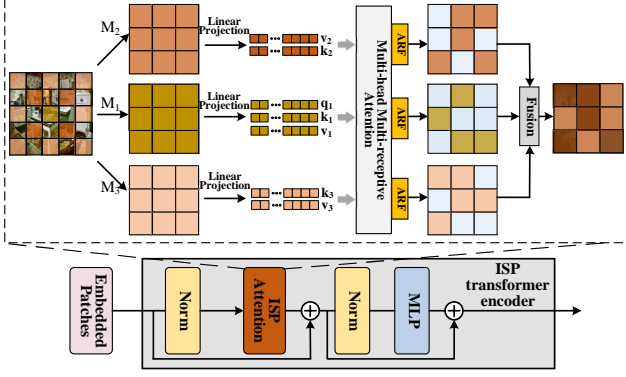 M2
Linear
Projection
v2
k2
ARF
M1
Linear
Projection
q1
k1
v1
Multi-head Multi-receptive
Attention
ARF
Fusion
M3
Linear
Projection
k3
v3
ARF
Embedded
Patches
Norm
ISP
Attention
Norm
MLP
ISP
transformer
encoder